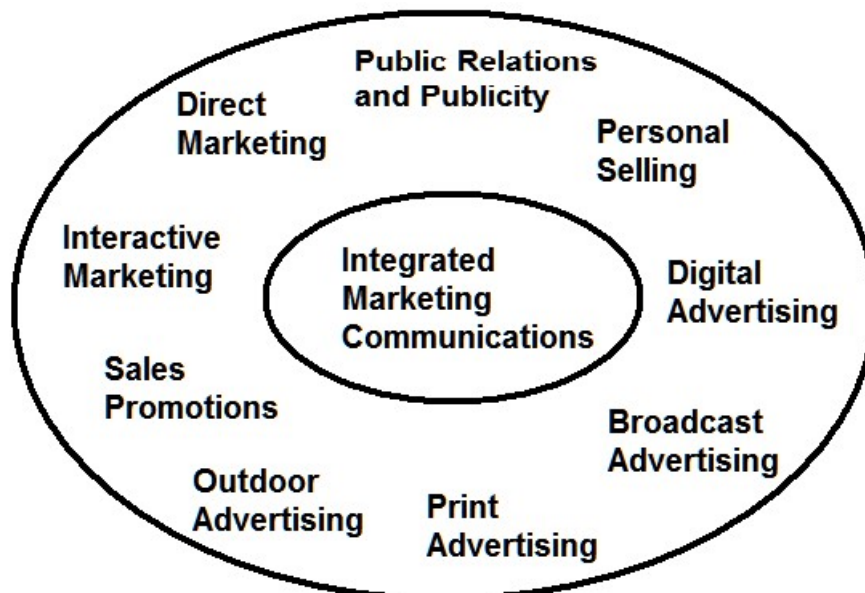 Public Relations
and Publicity
Direct
Marketing
Personal
Selling
Interactive
Marketing
Integrated
Marketing
Communications
Digital
Advertising
Sales
Promotions
Broadcast
Advertising
Outdoor
Advertising
Print
Advertising